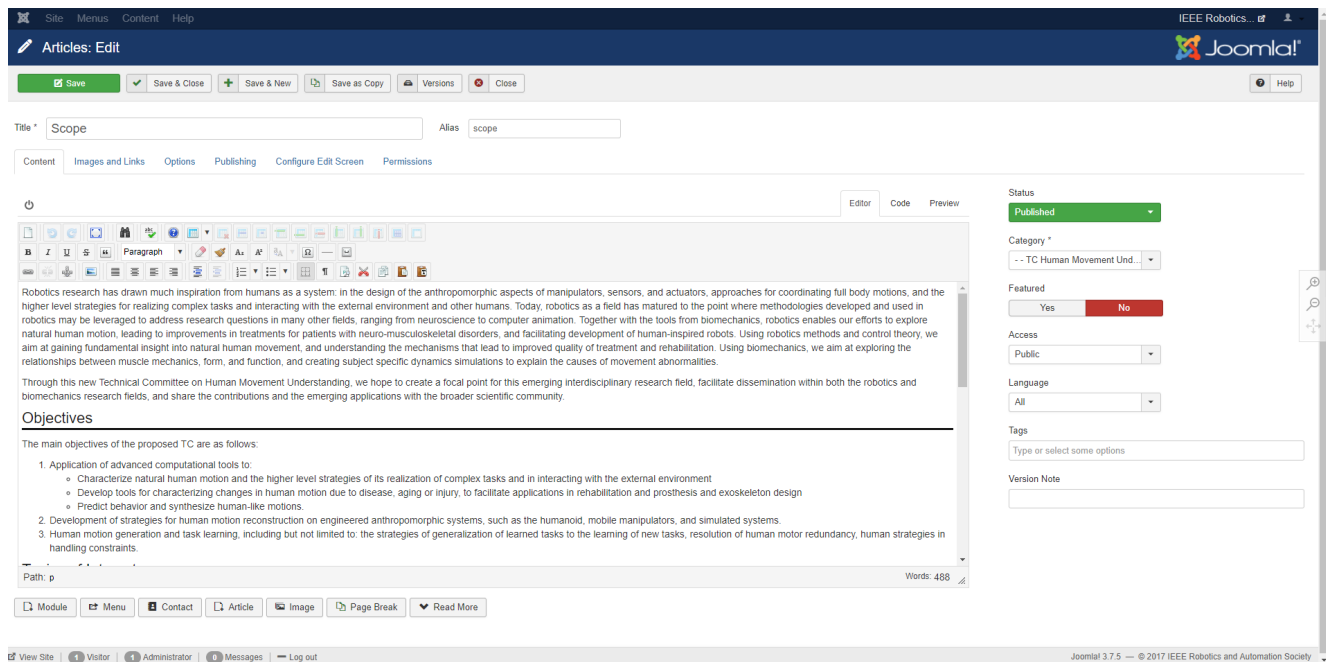 Site Menus Content Help IEEE Robotics...
Articles: Edit Joomla!®
Save Save & Close Save & New Save as Copy Versions Close Help
Title * Scope Alias scope
Content Images and Links Options Publishing Configure Edit Screen Permissions
Editor Code Preview
B I U S Paragraph
Robotics research has drawn much inspiration from humans as a system: in the design of the anthropomorphic aspects of manipulators, sensors, and actuators, approaches for coordinating full body motions, and the
higher level strategies for realizing complex tasks and interacting with the external environment and other humans. Today, robotics as a field has matured to the point where methodologies developed and used in
robotics may be leveraged to address research questions in many other fields, ranging from neuroscience to computer animation. Together with the tools from biomechanics, robotics enables our efforts to explore
natural human motion, leading to improvements in treatments for patients with neuro-musculoskeletal disorders, and facilitating development of human-inspired robots. Using robotics methods and control theory, we
aim at gaining fundamental insight into natural human movement, and understanding the mechanisms that lead to improved quality of treatment and rehabilitation. Using biomechanics, we aim at exploring the
relationships between muscle mechanics, form, and function, and creating subject specific dynamics simulations to explain the causes of movement abnormalities.
Through this new Technical Committee on Human Movement Understanding, we hope to create a focal point for this emerging interdisciplinary research field, facilitate dissemination within both the robotics and
biomechanics research fields, and share the contributions and the emerging applications with the broader scientific community.
Objectives
The main objectives of the proposed TC are as follows:
1. Application of advanced computational tools to:
Characterize natural human motion and the higher level strategies of its realization of complex tasks and in interacting with the external environment
Develop tools for characterizing changes in human motion due to disease, aging or injury, to facilitate applications in rehabilitation and prosthesis and exoskeleton design
Predict behavior and synthesize human-like motions.
2. Development of strategies for human motion reconstruction on engineered anthropomorphic systems, such as the humanoid, mobile manipulators, and simulated systems.
3. Human motion generation and task learning, including but not limited to: the strategies of generalization of learned tasks to the learning of new tasks, resolution of human motor redundancy, human strategies in
handling constraints.
Path: p Words: 488
Module Menu Contact Article Image Page Break Read More
Status
Published
Category *
- - TC Human Movement Und...
Featured
Yes No
Access
Public
Language
All
Tags
Type or select some options
Version Note
View Site 1 Visitor 1 Administrator 0 Messages Log out Joomla! 3.7.5 — © 2017 IEEE Robotics and Automation Society